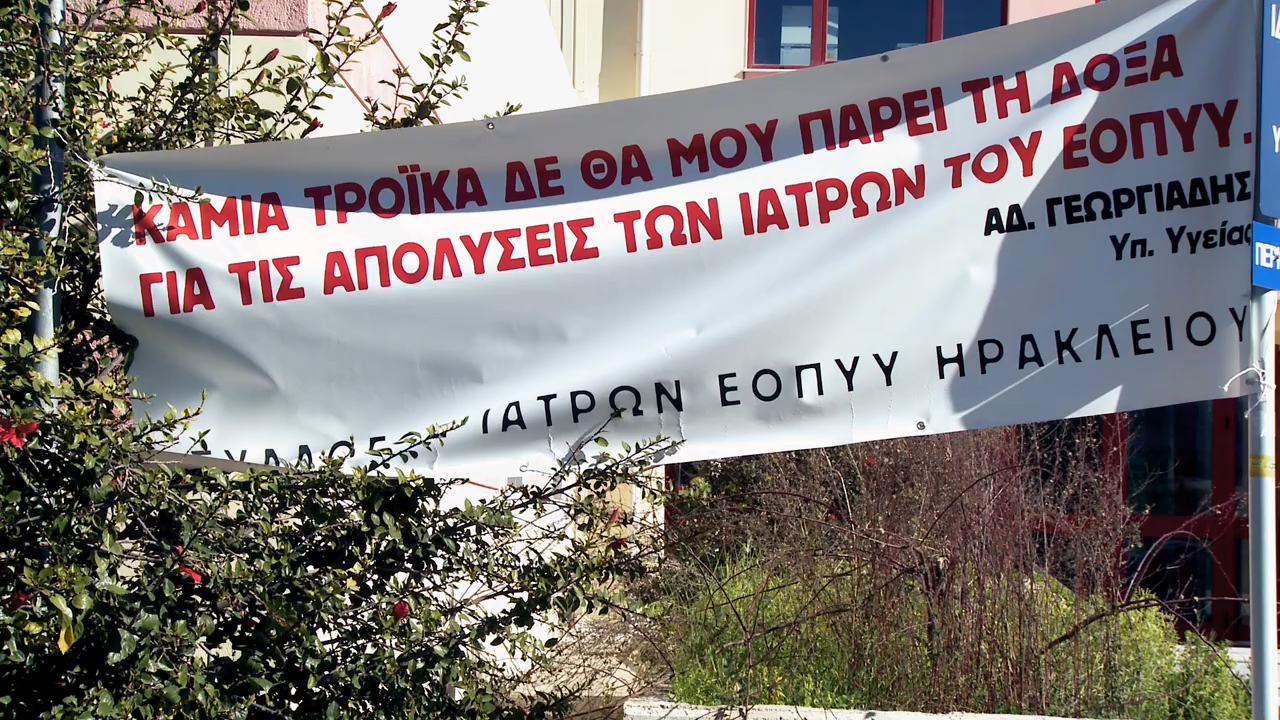 ΚΑΜΙΑ ΤΡΟΪΚΑ ΔΕ ΘΑ ΜΟΥ ΠΑΡΕΙ ΤΗ ΔΟΞΑ
ΓΙΑ ΤΙΣ ΑΠΟΛΥΣΕΙΣ ΤΩΝ ΙΑΤΡΩΝ ΤΟΥ ΕΟΠΥΥ.
ΑΔ. ΓΕΩΡΓΙΑΔΗΣ
Υπ. Υγείας
ΙΑΤΡΩΝ ΕΟΠΥΥ ΗΡΑΚΛΕΙΟΥ